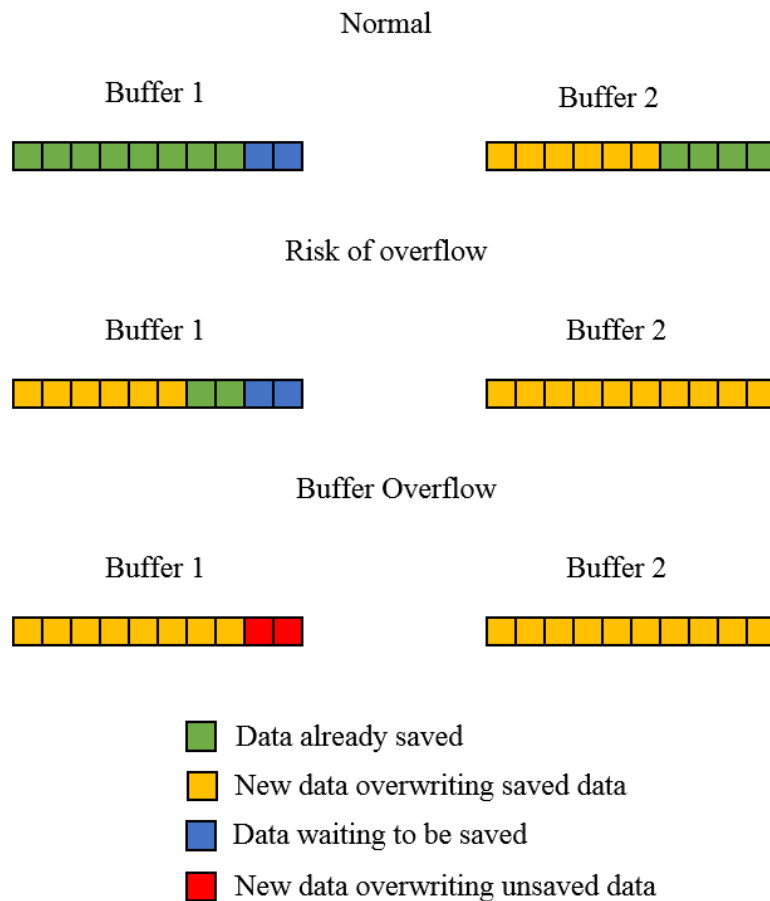 Normal
Buffer 1
Buffer 2
Risk of overflow
Buffer 1
Buffer 2
Buffer Overflow
Buffer 1
Buffer 2
Data already saved
New data overwriting saved data
Data waiting to be saved
New data overwriting unsaved data